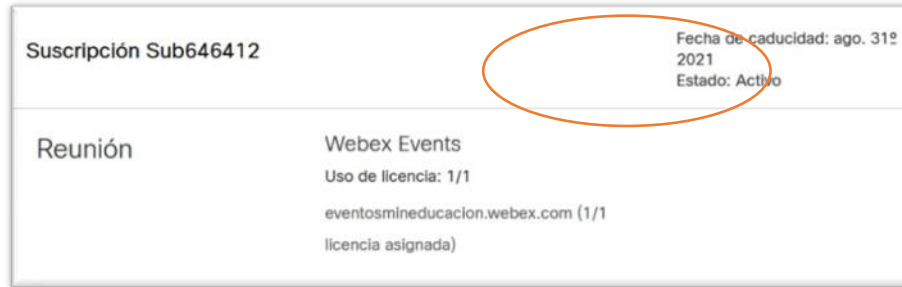 Suscripción Sub646412
Fecha de caducidad: ago. 31º
2021
Estado: Activo
Reunión
Webex Events
Uso de licencia: 1/1
eventosmineducacion.webex.com (1/1
licencia asignada)